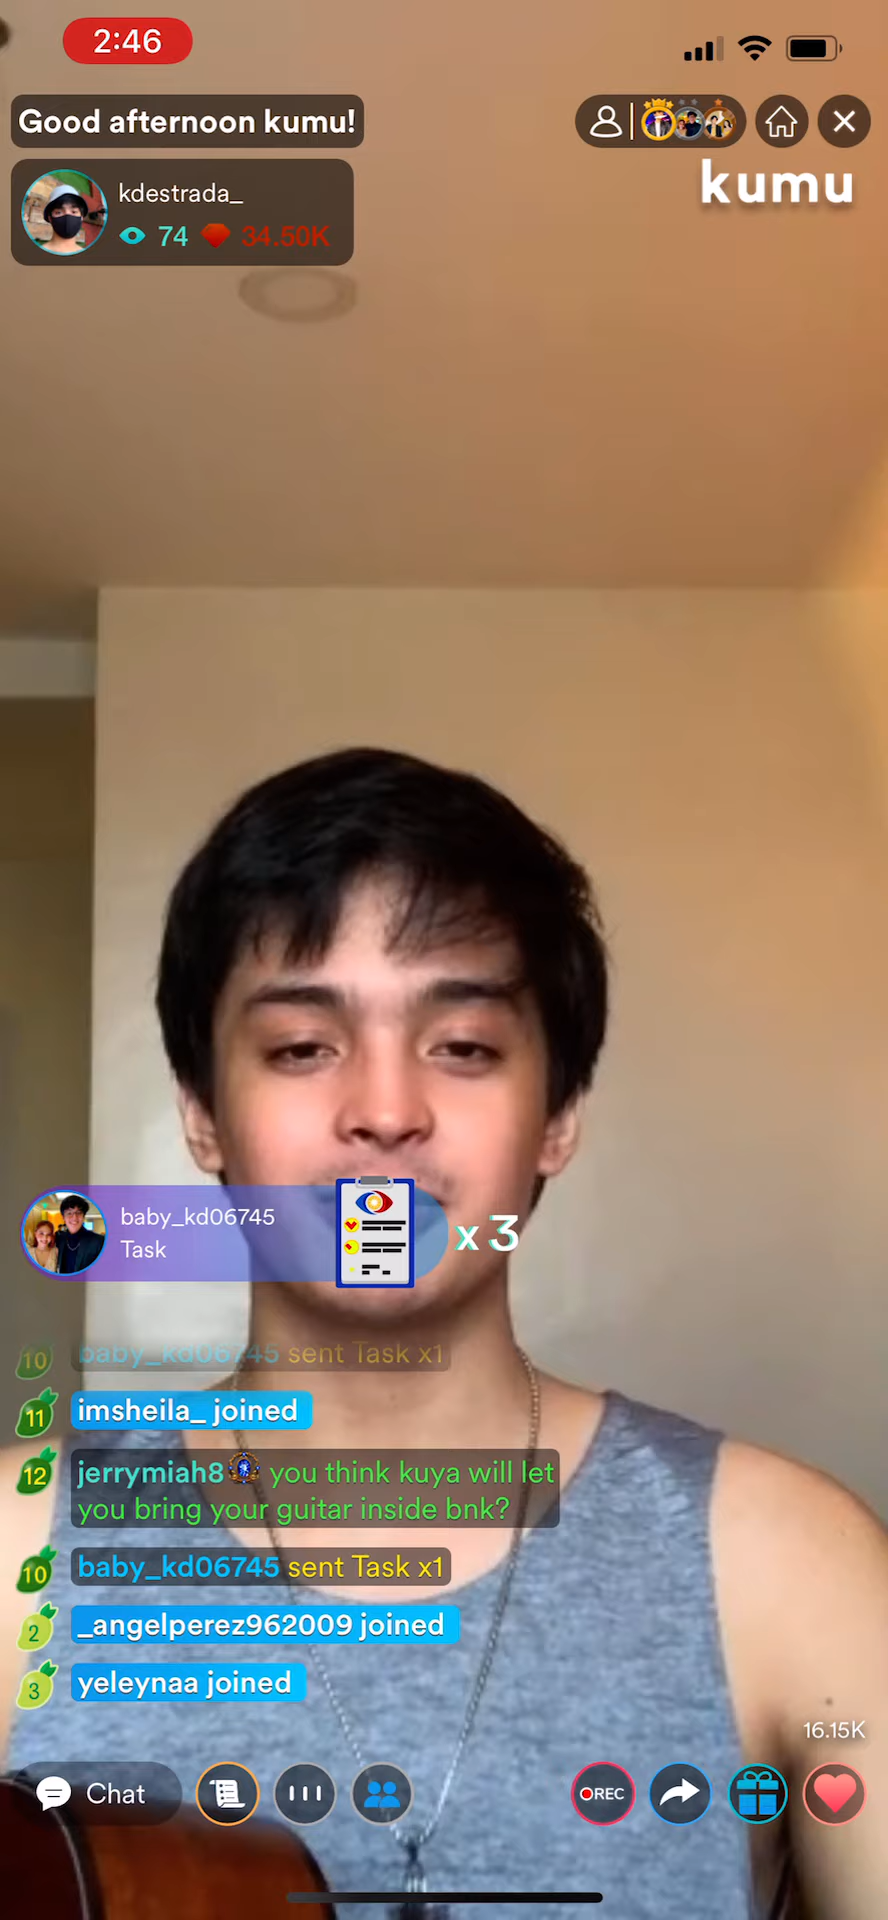 2:46
Good afternoon kumu!
kdestrada_
74 34.50K
kumu
baby_kd06745
Task
x3
10 baby_kd06745 sent Task x1
11 imsheila_ joined
12 jerrymiah8 you think kuya will let
you bring your guitar inside bnk?
10 baby_kd06745 sent Task x1
2 _angelperez962009 joined
3 yeleynaa joined
16.15K
Chat
REC